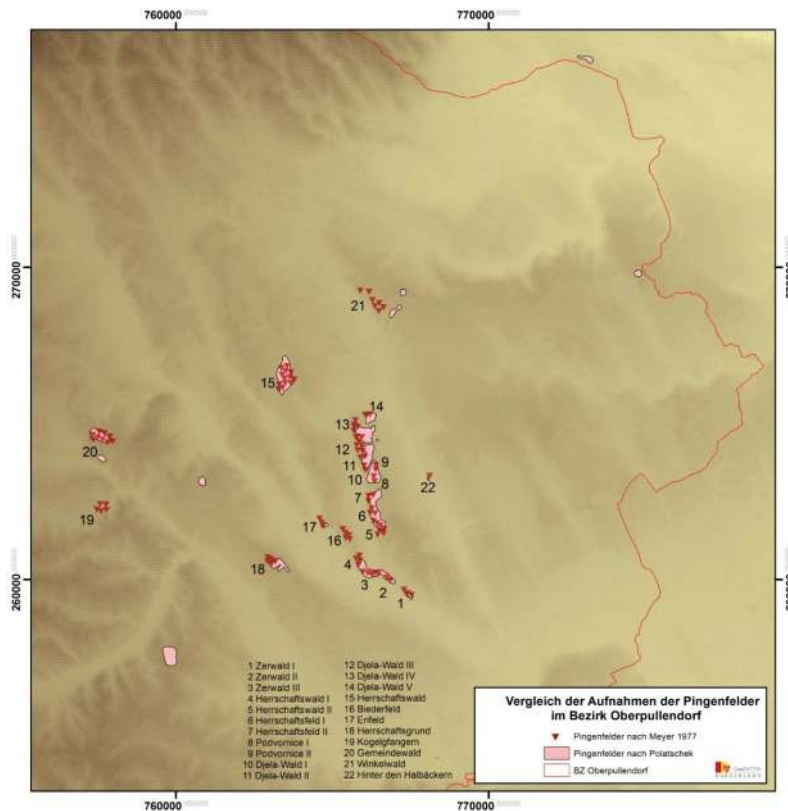 760000
770000
270000
21
15
14
13
12
11
9
10
8
20
22
7
19
6
17
16
5
18
4
3
2
1
260000
260000
1 Zerwald I
2 Zerwald II
3 Zerwald III
4 Herrschaftswald I
5 Herrschaftswald II
6 Herrschaftsfeld I
7 Herrschaftsfeld II
8 Podvornice I
9 Podvornice II
10 Djela-Wald I
11 Djela-Wald II
12 Djela-Wald III
13 Djela-Wald IV
14 Djela-Wald V
15 Herrschaftswald
16 Biederfeld
17 Enfeld
18 Herrschaftsgrund
19 Kogelgfangern
20 Gemeindewald
21 Winkelwald
22 Hinter den Halbäckern
Vergleich der Aufnahmen der Pingenfelder
im Bezirk Oberpullendorf
Pingenfelder nach Meyer 1977
Pingenfelder nach Polatschek
BZ Oberpullendorf
BURGENLAND
760000
770000